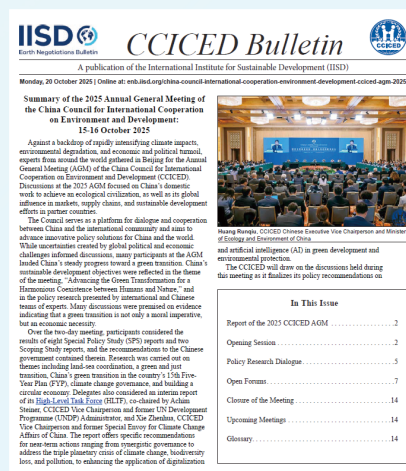 IISD
Earth Negotiations Bulletin
CCICED Bulletin
CCICED
A publication of the International Institute for Sustainable Development (IISD)
Monday, 20 October 2025 | Online at: enb.iisd.org/china-council-international-cooperation-environment-development-cciced-agm-2025
Summary of the 2025 Annual General Meeting of
the China Council for International Cooperation
on Environment and Development:
15-16 October 2025
Against a backdrop of rapidly intensifying climate impacts,
environmental degradation, and economic and political turmoil,
experts from around the world gathered in Beijing for the Annual
General Meeting (AGM) of the China Council for International
Cooperation on Environment and Development (CCICED).
Discussions at the 2025 AGM focused on China's domestic
work to achieve an ecological civilization, as well as its global
influence in markets, supply chains, and sustainable development
efforts in partner countries.
The Council serves as a platform for dialogue and cooperation
between China and the international community and aims to
advance innovative policy solutions for China and the world.
While uncertainties created by global political and economic
challenges informed discussions, many participants at the AGM
lauded China's steady progress toward a green transition. China's
sustainable development objectives were reflected in the theme
of the meeting, "Advancing the Green Transformation for a
Harmonious Coexistence between Humans and Nature," and
in the policy research presented by international and Chinese
teams of experts. Many discussions were premised on evidence
indicating that a green transition is not only a moral imperative,
but an economic necessity.
Over the two-day meeting, participants considered the
results of eight Special Policy Study (SPS) reports and two
Scoping Study reports, and the recommendations to the Chinese
government contained therein. Research was carried out on
themes including land-sea coordination, a green and just
transition, China's green transition in the country's 15th Five-
Year Plan (FYP), climate change governance, and building a
circular economy. Delegates also considered an interim report
of its High-Level Task Force (HLTF), co-chaired by Achim
Steiner, CCICED Vice Chairperson and former UN Development
Programme (UNDP) Administrator, and Xie Zhenhua, CCICED
Vice Chairperson and former Special Envoy for Climate Change
Affairs of China. The report offers specific recommendations
for near-term actions ranging from synergistic governance to
address the triple planetary crisis of climate change, biodiversity
loss, and pollution, to enhancing the application of digitalization
Huang Runqiu, CCICED Chinese Executive Vice Chairperson and Minister
of Ecology and Environment of China
and artificial intelligence (AI) in green development and
environmental protection.
The CCICED will draw on the discussions held during
this meeting as it finalizes its policy recommendations on
In This Issue
Report of the 2025 CCICED AGM . . . . . . . . . . . . . .2
Opening Session . . . . . . . . . . . . . . . . . . . . . . . . . . .2
Policy Research Dialogue . . . . . . . . . . . . . . . . . . . .5
Open Forums . . . . . . . . . . . . . . . . . . . . . . . . . . . . .7
Closure of the Meeting . . . . . . . . . . . . . . . . . . . . .14
Upcoming Meetings . . . . . . . . . . . . . . . . . . . . . . .14
Glossary . . . . . . . . . . . . . . . . . . . . . . . . . . . . . . .14